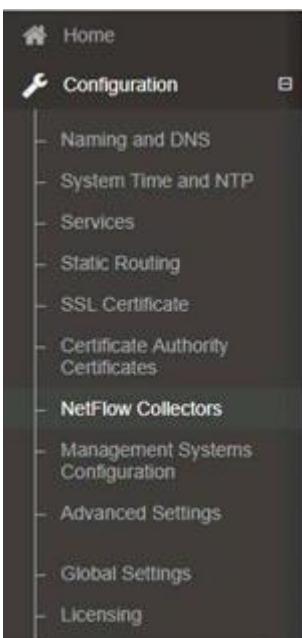 Home
Configuration
Naming and DNS
System Time and NTP
Services
Static Routing
SSL Certificate
Certificate Authority
Certificates
NetFlow Collectors
Management Systems
Configuration
Advanced Settings
Global Settings
Licensing